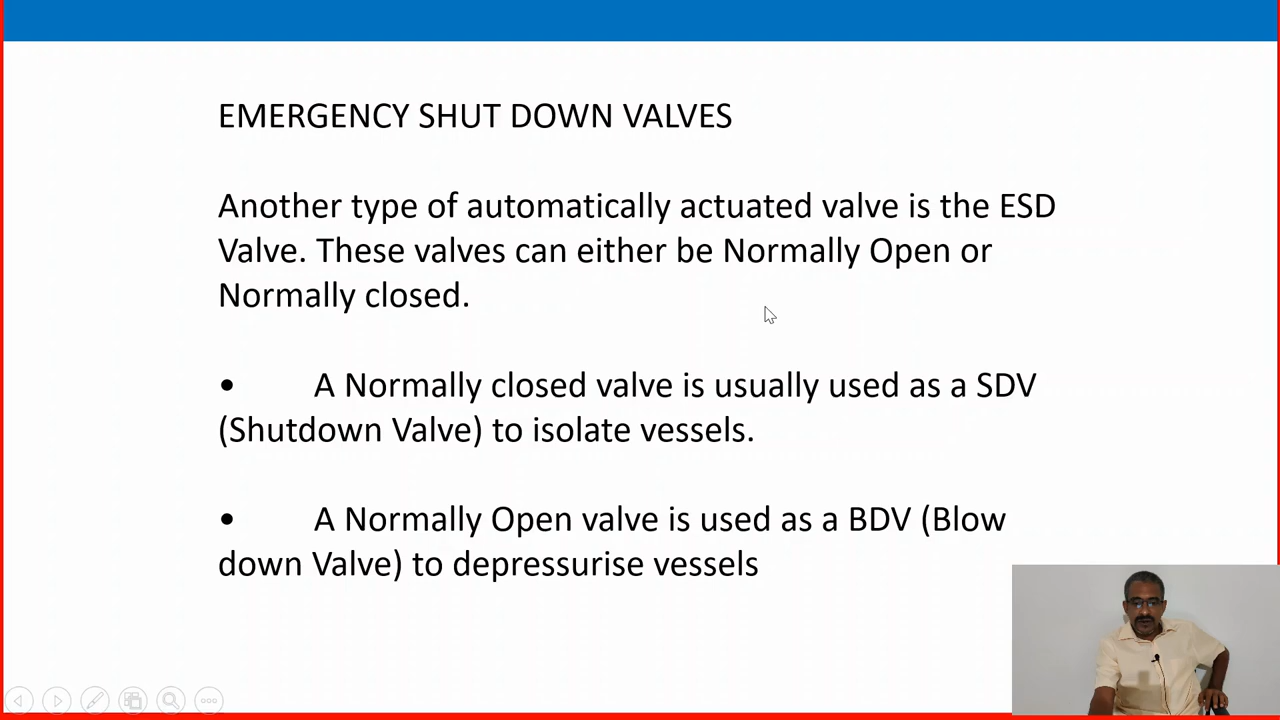 EMERGENCY SHUT DOWN VALVES
Another type of automatically actuated valve is the ESD
Valve. These valves can either be Normally Open or
Normally closed.
• A Normally closed valve is usually used as a SDV
(Shutdown Valve) to isolate vessels.
• A Normally Open valve is used as a BDV (Blow
down Valve) to depressurise vessels